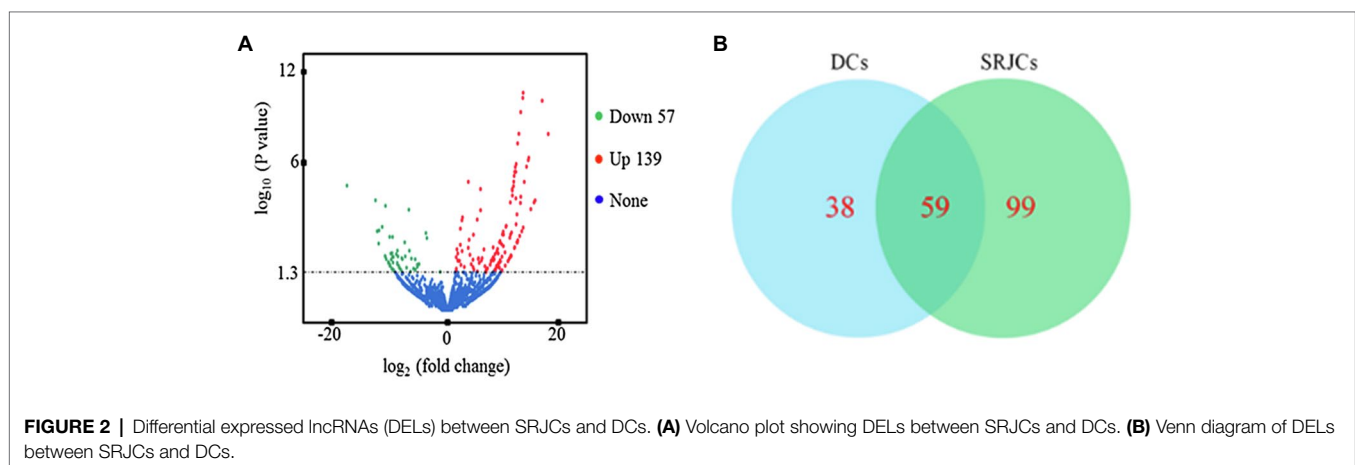 A
12
6
1.3
-20
0
20
log10 (P value)
log2 (fold change)
Down 57
Up 139
None
B
DCs
SRJCs
38
59
99
FIGURE 2 | Differential expressed lncRNAs (DELs) between SRJCs and DCs. (A) Volcano plot showing DELs between SRJCs and DCs. (B) Venn diagram of DELs
between SRJCs and DCs.